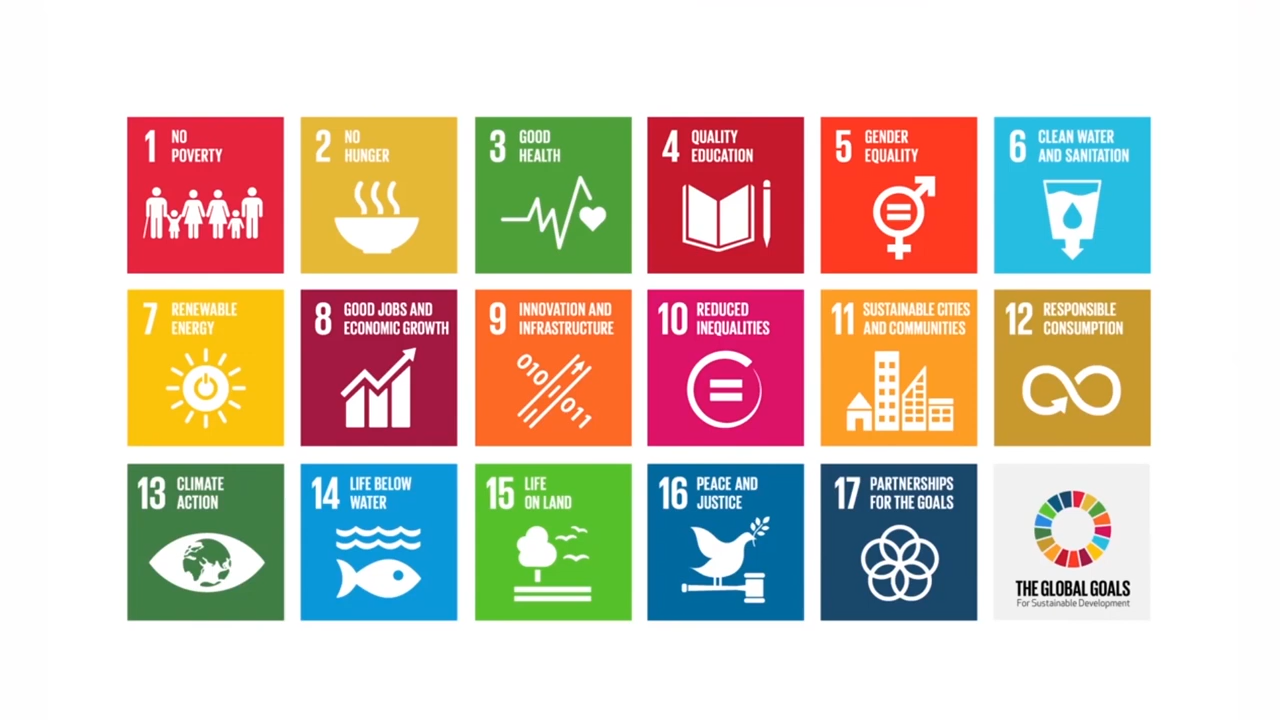 1 NO
POVERTY
2 NO
HUNGER
3 GOOD
HEALTH
4 QUALITY
EDUCATION
5 GENDER
EQUALITY
6 CLEAN WATER
AND SANITATION
7 RENEWABLE
ENERGY
8 GOOD JOBS AND
ECONOMIC GROWTH
9 INNOVATION AND
INFRASTRUCTURE
010
011
10 REDUCED
INEQUALITIES
11 SUSTAINABLE CITIES
AND COMMUNITIES
12 RESPONSIBLE
CONSUMPTION
13 CLIMATE
ACTION
14 LIFE BELOW
WATER
15 LIFE
ON LAND
16 PEACE AND
JUSTICE
17 PARTNERSHIPS
FOR THE GOALS
THE GLOBAL GOALS
For Sustainable Development